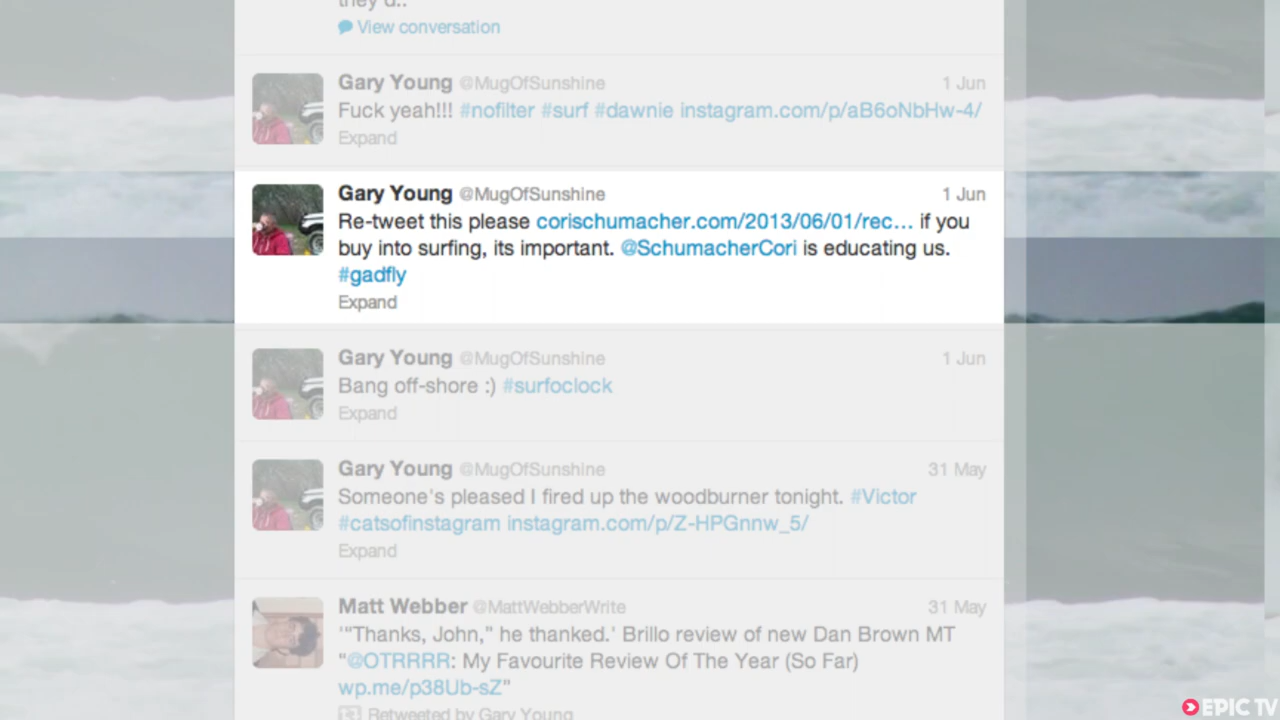 they d..
View conversation
Gary Young @MugOfSunshine 1 Jun
Fuck yeah!!! #nofilter #surf #dawnie instagram.com/p/aB6oNbHw-4/
Expand
Gary Young @MugOfSunshine 1 Jun
Re-tweet this please corischumacher.com/2013/06/01/rec... if you
buy into surfing, its important. @SchumacherCori is educating us.
#gadfly
Expand
Gary Young @MugOfSunshine 1 Jun
Bang off-shore :) #surfoclock
Expand
Gary Young @MugOfSunshine 31 May
Someone's pleased I fired up the woodburner tonight. #Victor
#catsofinstagram instagram.com/p/Z-HPGnnw_5/
Expand
Matt Webber @MattWebberWrite 31 May
'"Thanks, John," he thanked.' Brillo review of new Dan Brown MT
"@OTRRRR: My Favourite Review Of The Year (So Far)
wp.me/p38Ub-sZ"
Retweeted by Gary Young
EPIC TV